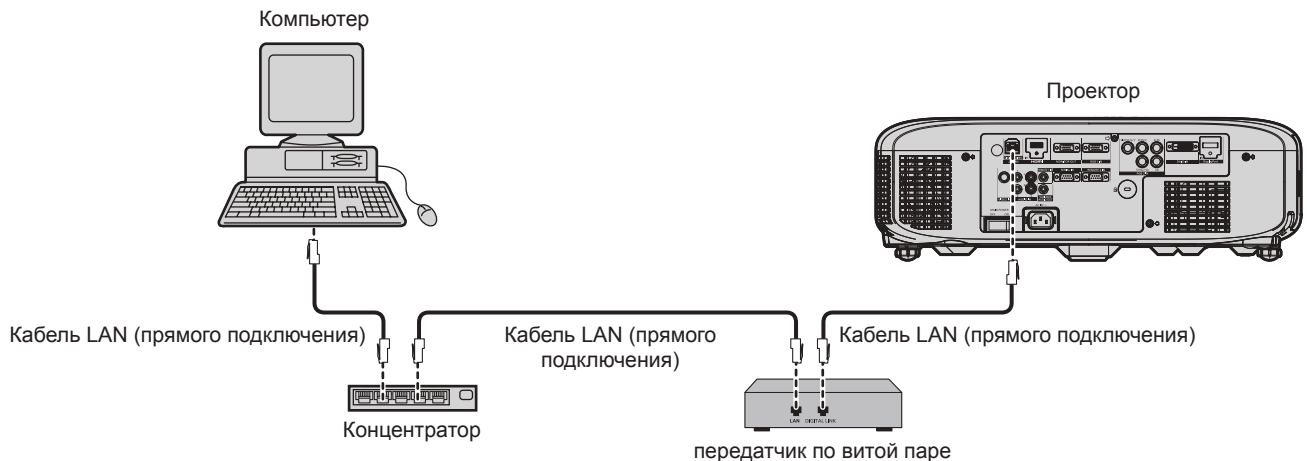 Компьютер
Проектор
Кабель LAN (прямого подключения)
Кабель LAN (прямого
подключения)
Кабель LAN (прямого подключения)
LAN
DIGITAL LINK
Концентратор
передатчик по витой паре